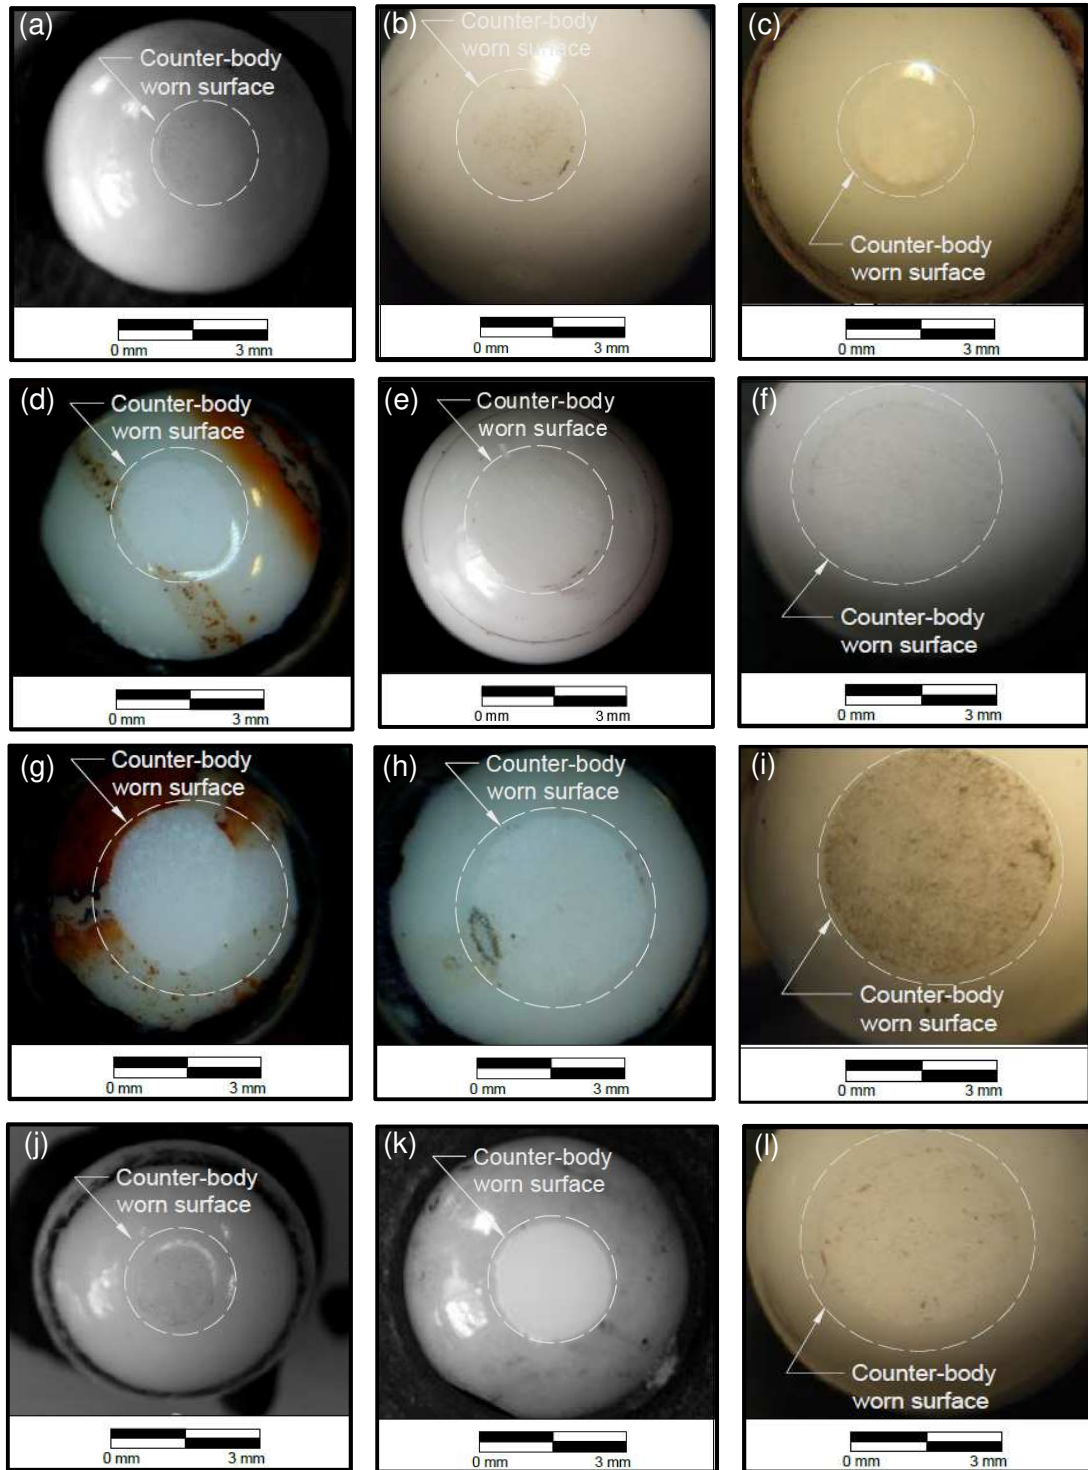 (a)
Counter-body
worn surface
0 mm 3 mm
(b)
Counter-body
worn surface
0 mm 3 mm
(c)
Counter-body
worn surface
0 mm 3 mm
(d)
Counter-body
worn surface
0 mm 3 mm
(e)
Counter-body
worn surface
0 mm 3 mm
(f)
Counter-body
worn surface
0 mm 3 mm
(g)
Counter-body
worn surface
0 mm 3 mm
(h)
Counter-body
worn surface
0 mm 3 mm
(i)
Counter-body
worn surface
0 mm 3 mm
(j)
Counter-body
worn surface
0 mm 3 mm
(k)
Counter-body
worn surface
0 mm 3 mm
(l)
Counter-body
worn surface
0 mm 3 mm